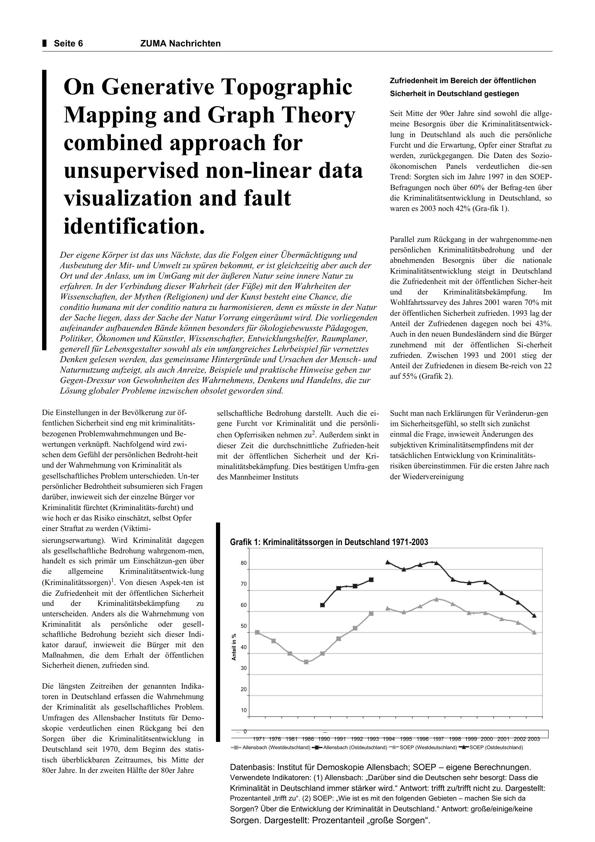 Seite 6 ZUMA Nachrichten
On Generative Topographic
Mapping and Graph Theory
combined approach for
unsupervised non-linear data
visualization and fault
identification.
Der eigene Körper ist das uns Nächste, das die Folgen einer Übermächtigung und
Ausbeutung der Mit- und Umwelt zu spüren bekommt, er ist gleichzeitig aber auch der
Ort und der Anlass, um im UmGang mit der äußeren Natur seine innere Natur zu
erfahren. In der Verbindung dieser Wahrheit (der Füße) mit den Wahrheiten der
Wissenschaften, der Mythen (Religionen) und der Kunst besteht eine Chance, die
conditio humana mit der conditio natura zu harmonisieren, denn es müsste in der Natur
der Sache liegen, dass der Sache der Natur Vorrang eingeräumt wird. Die vorliegenden
aufeinander aufbauenden Bände können besonders für ökologiebewusste Pädagogen,
Politiker, Ökonomen und Künstler, Wissenschafter, Entwicklungshelfer, Raumplaner,
generell für Lebensgestalter sowohl als ein umfangreiches Lehrbeispiel für vernetztes
Denken gelesen werden, das gemeinsame Hintergründe und Ursachen der Mensch- und
Naturnutzung aufzeigt, als auch Anreize, Beispiele und praktische Hinweise geben zur
Gegen-Dressur von Gewohnheiten des Wahrnehmens, Denkens und Handelns, die zur
Lösung globaler Probleme inzwischen obsolet geworden sind.
Die Einstellungen in der Bevölkerung zur öf-
fentlichen Sicherheit sind eng mit kriminalitäts-
bezogenen Problemwahrnehmungen und Be-
wertungen verknüpft. Nachfolgend wird zwi-
schen dem Gefühl der persönlichen Bedroht-heit
und der Wahrnehmung von Kriminalität als
gesellschaftliches Problem unterschieden. Un-ter
persönlicher Bedrohtheit subsumieren sich Fragen
darüber, inwieweit sich der einzelne Bürger vor
Kriminalität fürchtet (Kriminalitäts-furcht) und
wie hoch er das Risiko einschätzt, selbst Opfer
einer Straftat zu werden (Viktimi-
sierungserwartung). Wird Kriminalität dagegen
als gesellschaftliche Bedrohung wahrgenom-men,
handelt es sich primär um Einschätzun-gen über
die allgemeine Kriminalitätsentwick-lung
(Kriminalitätssorgen)1. Von diesen Aspek-ten ist
die Zufriedenheit mit der öffentlichen Sicherheit
und der Kriminalitätsbekämpfung zu
unterscheiden. Anders als die Wahrnehmung von
Kriminalität als persönliche oder gesell-
schaftliche Bedrohung bezieht sich dieser Indi-
kator darauf, inwieweit die Bürger mit den
Maßnahmen, die dem Erhalt der öffentlichen
Sicherheit dienen, zufrieden sind.
Die längsten Zeitreihen der genannten Indika-
toren in Deutschland erfassen die Wahrnehmung
der Kriminalität als gesellschaftliches Problem.
Umfragen des Allensbacher Instituts für Demo-
skopie verdeutlichen einen Rückgang bei den
Sorgen über die Kriminalitätsentwicklung in
Deutschland seit 1970, dem Beginn des statis-
tisch überblickbaren Zeitraumes, bis Mitte der
80er Jahre. In der zweiten Hälfte der 80er Jahre
sellschaftliche Bedrohung darstellt. Auch die ei-
gene Furcht vor Kriminalität und die persönli-
chen Opferrisiken nehmen zu2. Außerdem sinkt in
dieser Zeit die durchschnittliche Zufrieden-heit
mit der öffentlichen Sicherheit und der Kri-
minalitätsbekämpfung. Dies bestätigen Umfra-gen
des Mannheimer Instituts
Zufriedenheit im Bereich der öffentlichen
Sicherheit in Deutschland gestiegen
Seit Mitte der 90er Jahre sind sowohl die allge-
meine Besorgnis über die Kriminalitätsentwick-
lung in Deutschland als auch die persönliche
Furcht und die Erwartung, Opfer einer Straftat zu
werden, zurückgegangen. Die Daten des Sozio-
ökonomischen Panels verdeutlichen die-sen
Trend: Sorgten sich im Jahre 1997 in den SOEP-
Befragungen noch über 60% der Befrag-ten über
die Kriminalitätsentwicklung in Deutschland, so
waren es 2003 noch 42% (Gra-fik 1).
Parallel zum Rückgang in der wahrgenomme-nen
persönlichen Kriminalitätsbedrohung und der
abnehmenden Besorgnis über die nationale
Kriminalitätsentwicklung steigt in Deutschland
die Zufriedenheit mit der öffentlichen Sicher-heit
und der Kriminalitätsbekämpfung. Im
Wohlfahrtssurvey des Jahres 2001 waren 70% mit
der öffentlichen Sicherheit zufrieden. 1993 lag der
Anteil der Zufriedenen dagegen noch bei 43%.
Auch in den neuen Bundesländern sind die Bürger
zunehmend mit der öffentlichen Si-cherheit
zufrieden. Zwischen 1993 und 2001 stieg der
Anteil der Zufriedenen in diesem Be-reich von 22
auf 55% (Grafik 2).
Sucht man nach Erklärungen für Veränderun-gen
im Sicherheitsgefühl, so stellt sich zunächst
einmal die Frage, inwieweit Änderungen des
subjektiven Kriminalitätsempfindens mit der
tatsächlichen Entwicklung von Kriminalitäts-
risiken übereinstimmen. Für die ersten Jahre nach
der Wiedervereinigung
Grafik 1: Kriminalitätssorgen in Deutschland 1971-2003
Anteil in %
80
70
60
50
40
30
20
10
0
1971 1976 1981 1986 1990 1991 1992 1993 1994 1995 1996 1997 1998 1999 2000 2001 2002 2003
Allensbach (Westdeutschland) Allensbach (Ostdeutschland) SOEP (Westdeutschland) SOEP (Ostdeutschland)
Datenbasis: Institut für Demoskopie Allensbach; SOEP – eigene Berechnungen.
Verwendete Indikatoren: (1) Allensbach: „Darüber sind die Deutschen sehr besorgt: Dass die
Kriminalität in Deutschland immer stärker wird.“ Antwort: trifft zu/trifft nicht zu. Dargestellt:
Prozentanteil „trifft zu“. (2) SOEP: „Wie ist es mit den folgenden Gebieten – machen Sie sich da
Sorgen? Über die Entwicklung der Kriminalität in Deutschland.“ Antwort: große/einige/keine
Sorgen. Dargestellt: Prozentanteil „große Sorgen“.